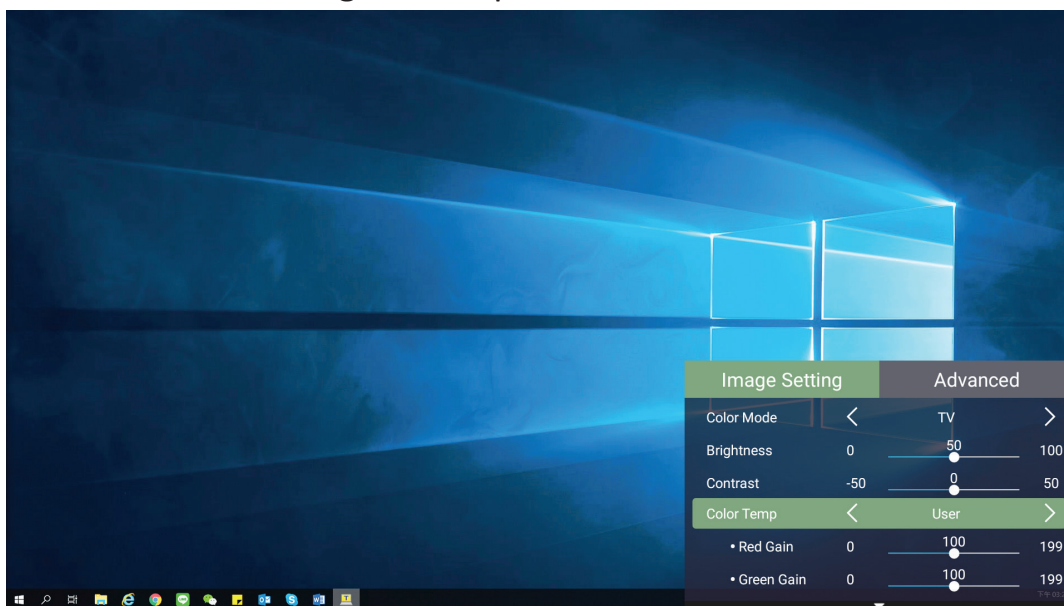 Image Setting Advanced
Color Mode TV
Brightness 0 50 100
Contrast -50 0 50
Color Temp User
• Red Gain 0 100 199
• Green Gain 0 100 199